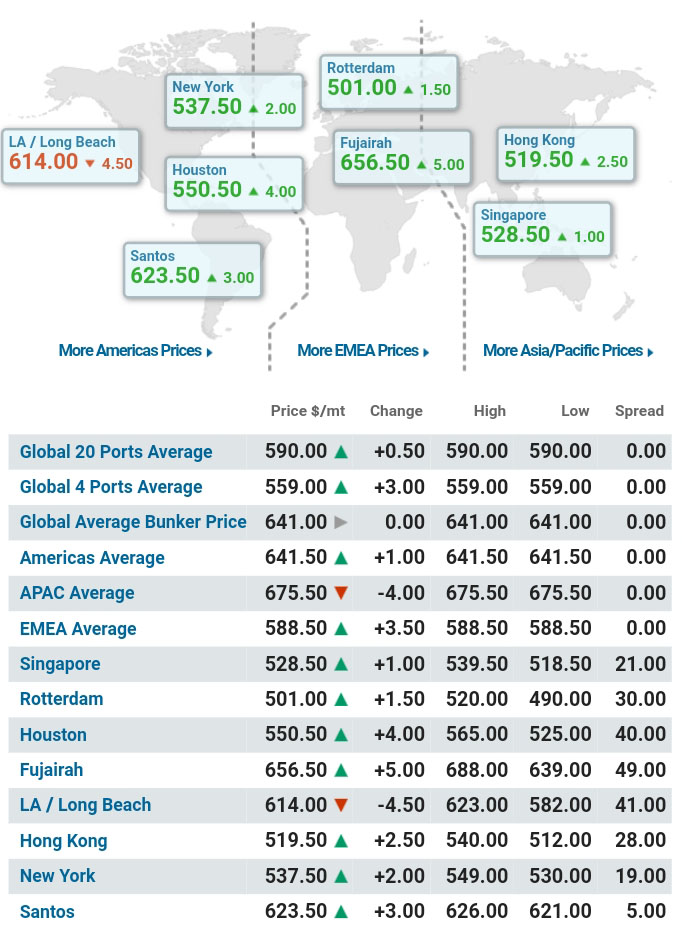 Rotterdam
501.00 ▲ 1.50
New York
537.50 ▲ 2.00
LA / Long Beach
614.00 ▼ 4.50
Fujairah
656.50 ▲ 5.00
Hong Kong
519.50 ▲ 2.50
Houston
550.50 ▲ 4.00
Singapore
528.50 ▲ 1.00
Santos
623.50 ▲ 3.00
More Americas Prices More EMEA Prices More Asia/Pacific Prices
Price $/mt Change High Low Spread
Global 20 Ports Average 590.00 ▲ +0.50 590.00 590.00 0.00
Global 4 Ports Average 559.00 ▲ +3.00 559.00 559.00 0.00
Global Average Bunker Price 641.00 ▶ 0.00 641.00 641.00 0.00
Americas Average 641.50 ▲ +1.00 641.50 641.50 0.00
APAC Average 675.50 ▼ -4.00 675.50 675.50 0.00
EMEA Average 588.50 ▲ +3.50 588.50 588.50 0.00
Singapore 528.50 ▲ +1.00 539.50 518.50 21.00
Rotterdam 501.00 ▲ +1.50 520.00 490.00 30.00
Houston 550.50 ▲ +4.00 565.00 525.00 40.00
Fujairah 656.50 ▲ +5.00 688.00 639.00 49.00
LA / Long Beach 614.00 ▼ -4.50 623.00 582.00 41.00
Hong Kong 519.50 ▲ +2.50 540.00 512.00 28.00
New York 537.50 ▲ +2.00 549.00 530.00 19.00
Santos 623.50 ▲ +3.00 626.00 621.00 5.00